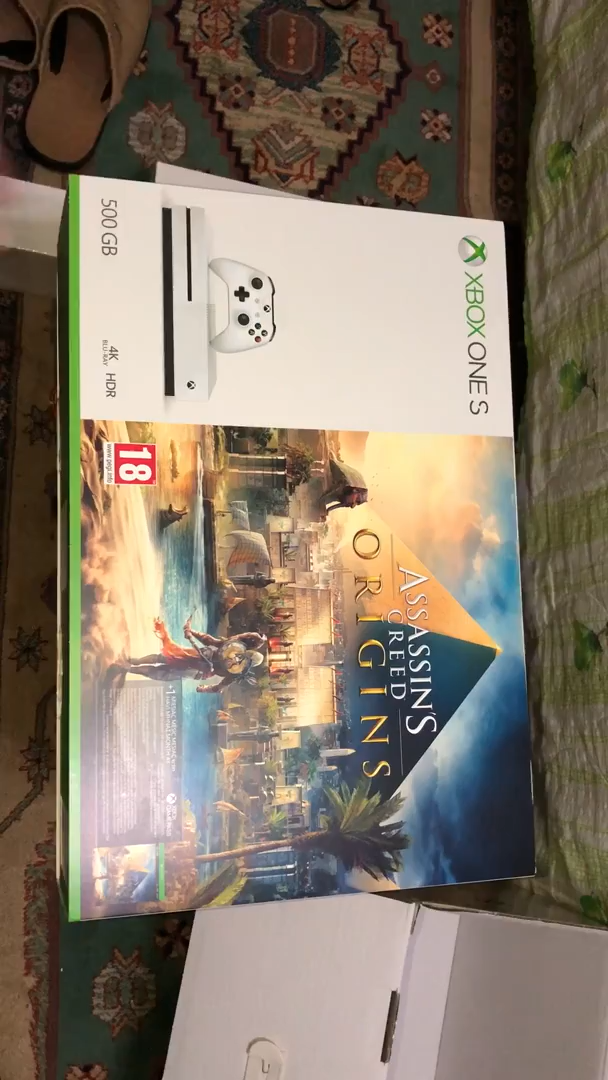 XBOX ONE S
500 GB
4K HDR
BLU-RAY
ASSASSIN'S
CREED
ORIGINS
18
www.pegi.info